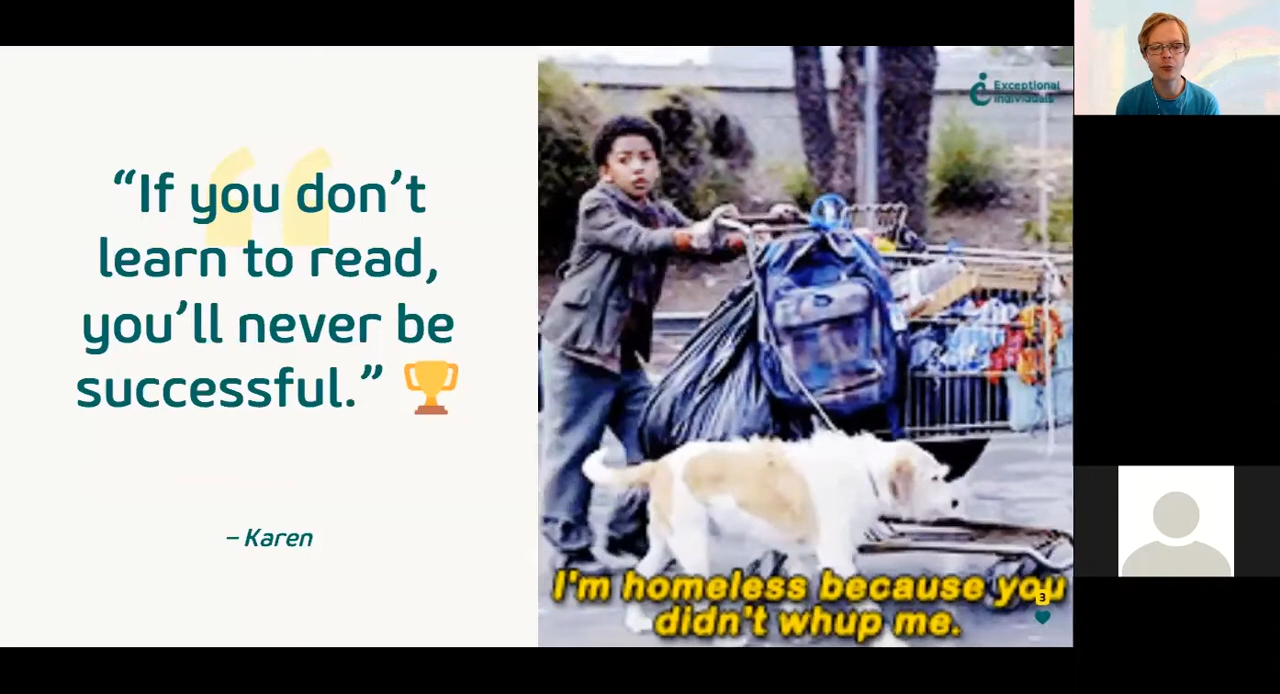 “If you don’t
learn to read,
you’ll never be
successful.” 🏆
– Karen
Exceptional
Individuals
I'm homeless because you
didn't whup me.
3